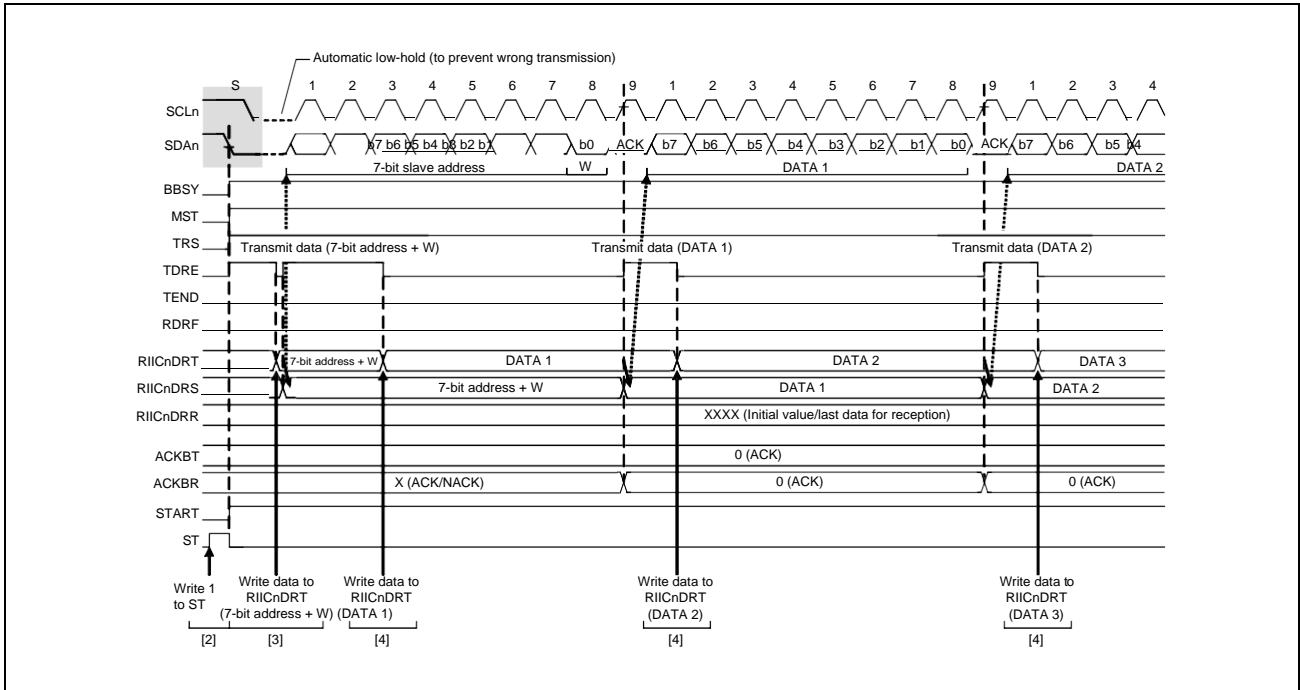 Automatic low-hold (to prevent wrong transmission)
S 1 2 3 4 5 6 7 8 9 1 2 3 4 5 6 7 8 9 1 2 3 4
SCLn
SDAn b7 b6 b5 b4 b3 b2 b1 b0 ACK b7 b6 b5 b4 b3 b2 b1 b0 ACK b7 b6 b5 b4
7-bit slave address W DATA 1 DATA 2
BBSY
MST
TRS
Transmit data (7-bit address + W) Transmit data (DATA 1) Transmit data (DATA 2)
TDRE
TEND
RDRF
RIICnDRT 7-bit address + W DATA 1 DATA 2 DATA 3
RIICnDRS 7-bit address + W DATA 1 DATA 2
RIICnDRR XXXX (Initial value/last data for reception)
ACKBT 0 (ACK)
ACKBR X (ACK/NACK) 0 (ACK) 0 (ACK)
START
ST
Write 1 to ST
Write data to RIICnDRT (7-bit address + W)
Write data to RIICnDRT (DATA 1)
Write data to RIICnDRT (DATA 2)
Write data to RIICnDRT (DATA 3)
[2] [3] [4] [4] [4]